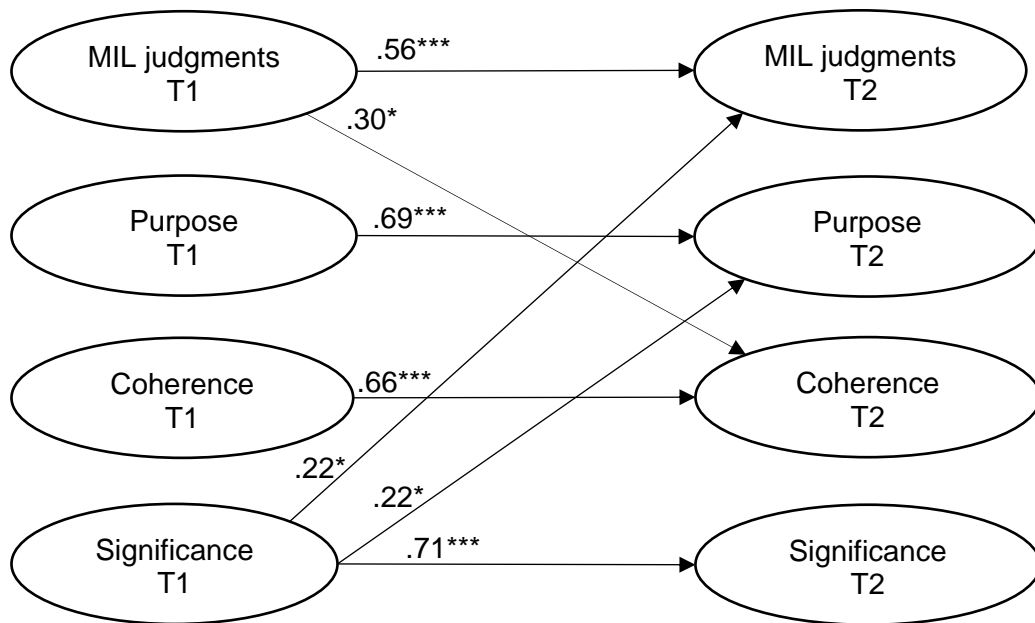 MIL judgments
T1
.56***
MIL judgments
T2
.30*
Purpose
T1
.69***
Purpose
T2
Coherence
T1
.66***
Coherence
T2
.22*
.22*
Significance
T1
.71***
Significance
T2